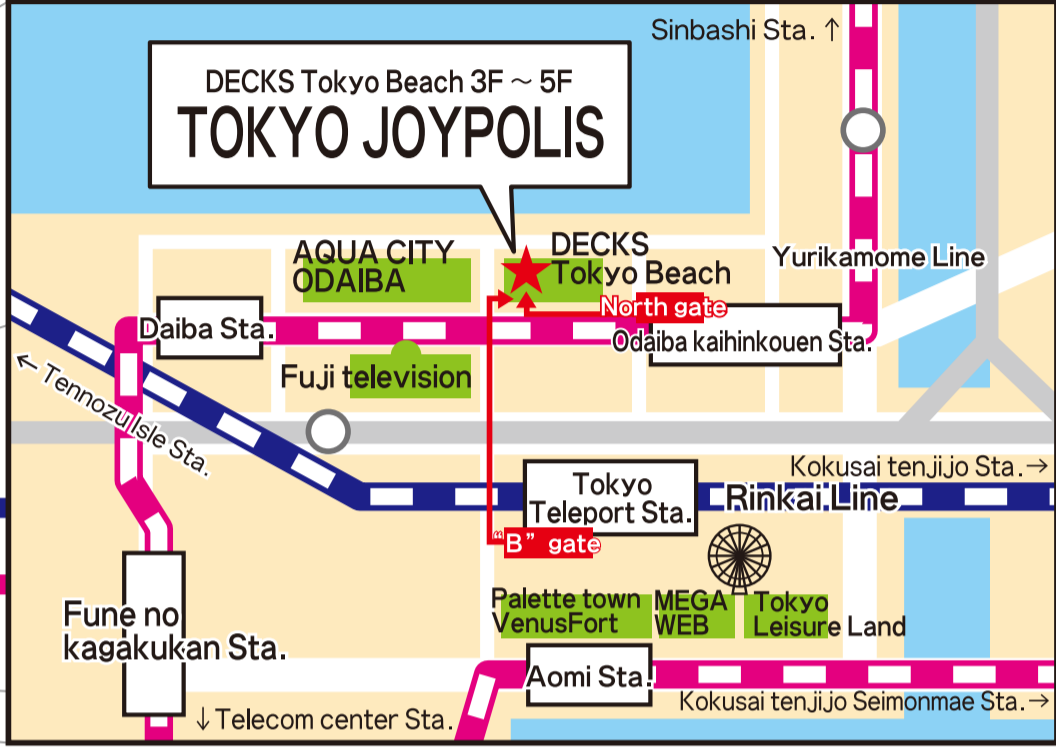 Sinbashi Sta. ↑
DECKS Tokyo Beach 3F ～ 5F
TOKYO JOYPOLIS
AQUA CITY
ODAIBA
DECKS
Tokyo Beach
Yurikamome Line
North gate
Daiba Sta.
Odaiba kaihinkouen Sta.
Fuji television
← Tennozu Isle Sta.
Kokusai tenjijo Sta.→
Tokyo
Teleport Sta.
Rinkai Line
“B” gate
Palette town
VenusFort
MEGA
WEB
Tokyo
Leisure Land
Fune no
kagakukan Sta.
Aomi Sta.
Kokusai tenjijo Seimonmae Sta.→
↓Telecom center Sta.